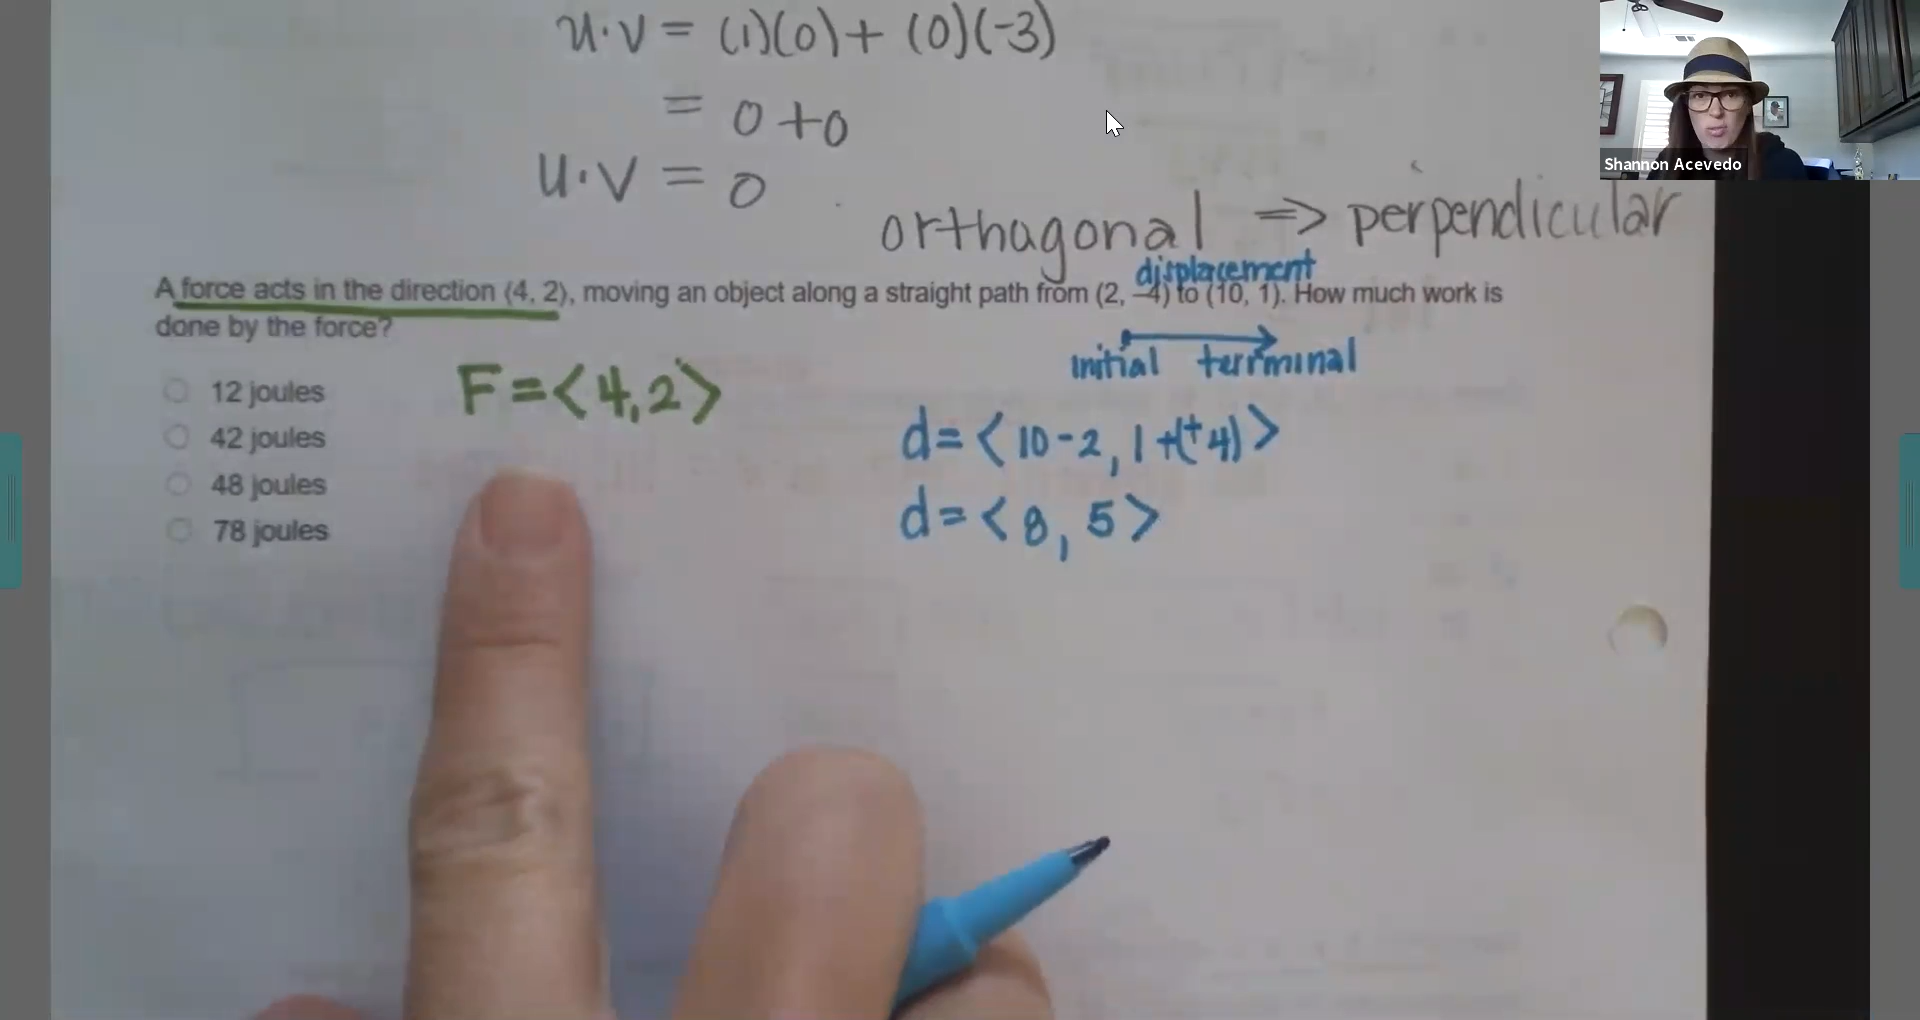 u·v = (1)(0) + (0)(-3)
= 0 + 0
u·v = 0
orthagonal => perpendicular
Shannon Acevedo
displacement
A force acts in the direction ⟨4, 2⟩, moving an object along a straight path from (2, –4) to (10, 1). How much work is
done by the force?
initial terminal
12 joules
42 joules
48 joules
78 joules
F = <4, 2>
d = <10-2, 1+(+4)>
d = <8, 5>